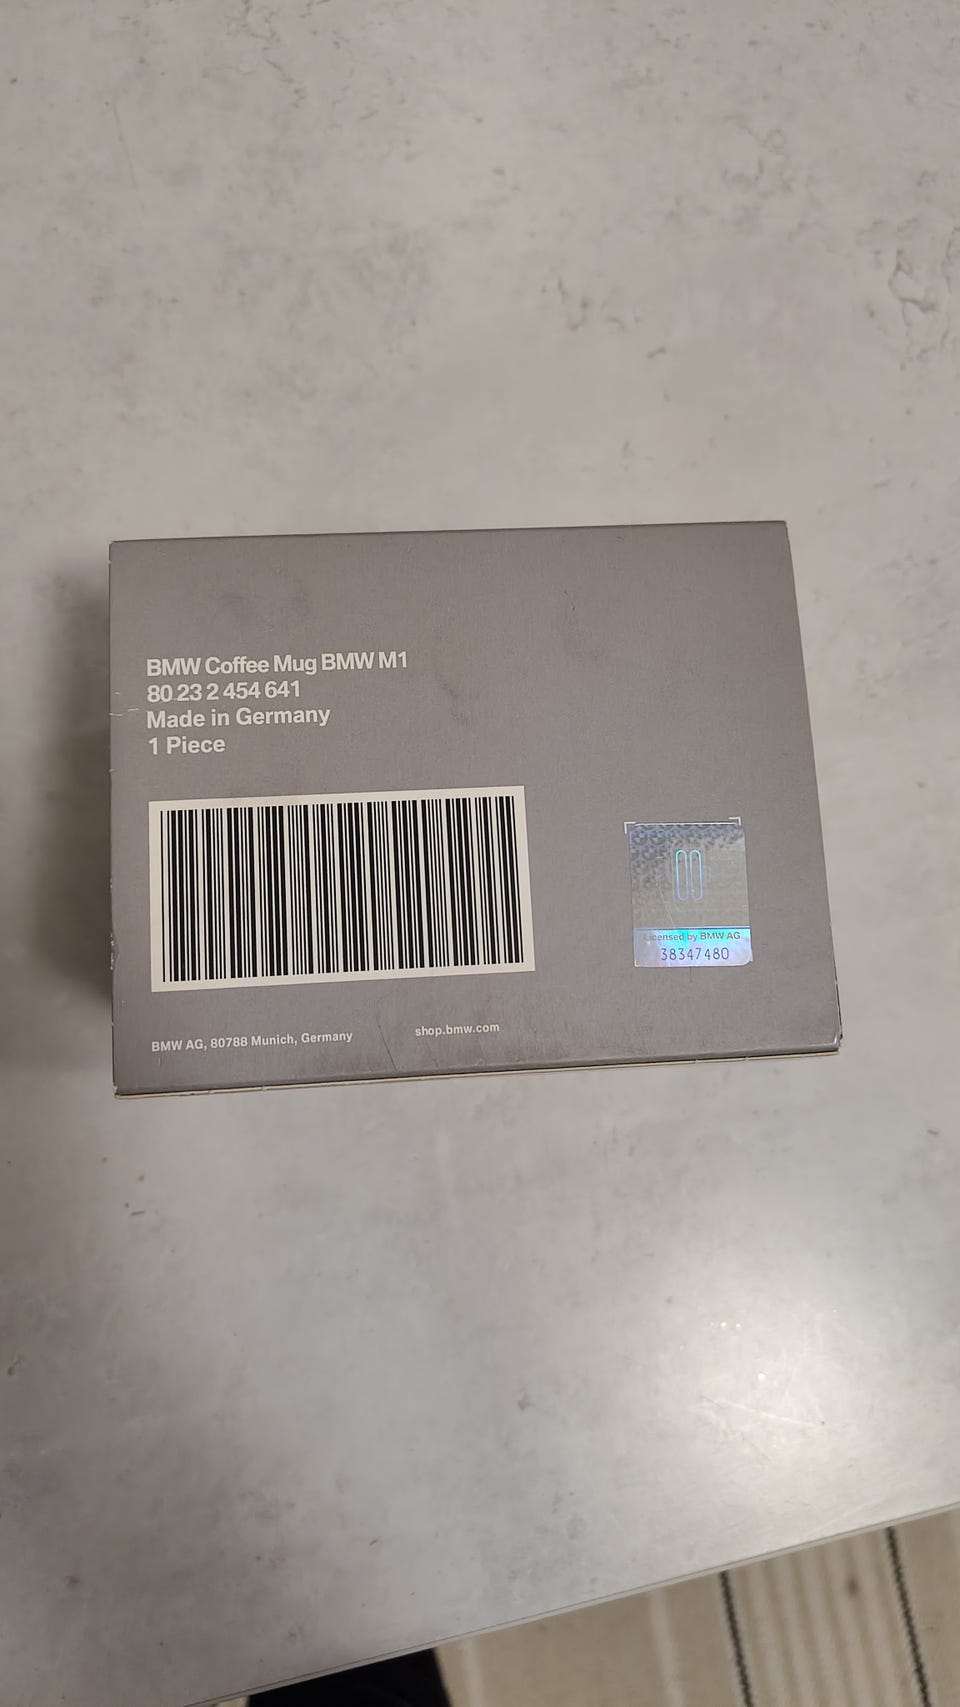 BMW Coffee Mug BMW M1
80 23 2 454 641
Made in Germany
1 Piece
Licensed by BMW AG
38347480
BMW AG, 80788 Munich, Germany
shop.bmw.com